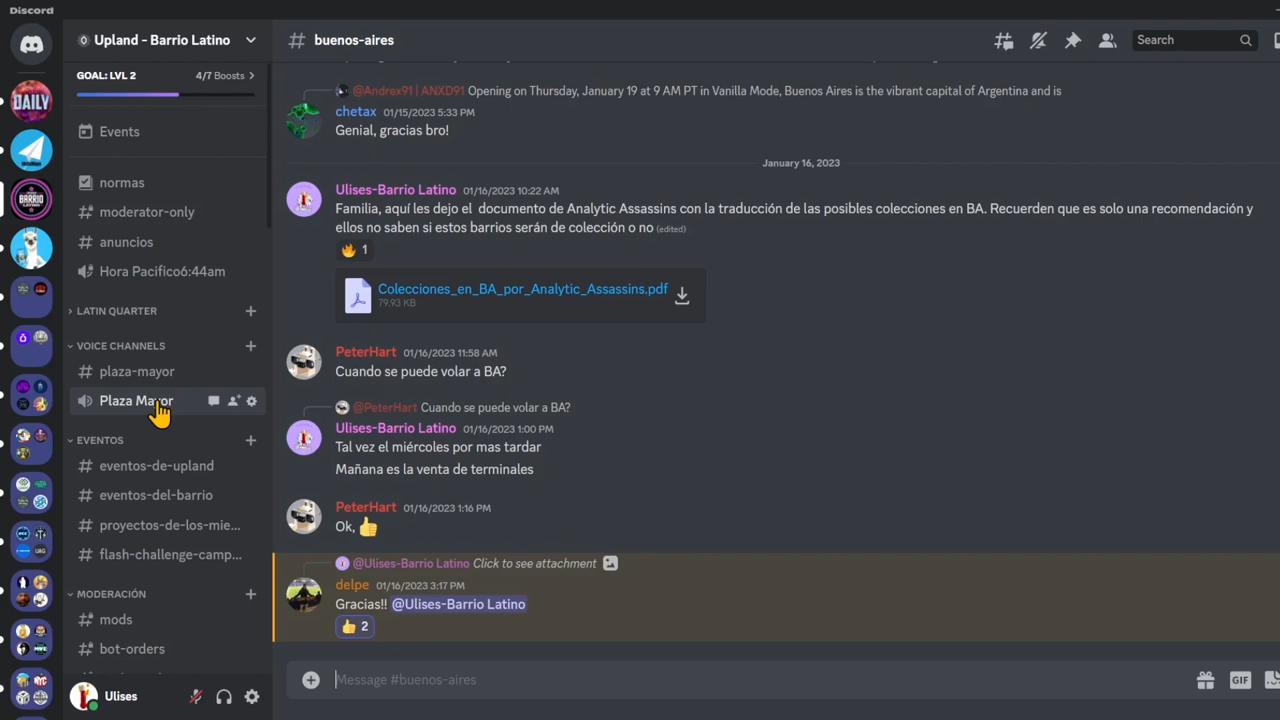 Discord
Upland - Barrio Latino
GOAL: LVL 2
4/7 Boosts
Events
normas
moderator-only
anuncios
Hora Pacifico6:44am
LATIN QUARTER
VOICE CHANNELS
plaza-mayor
Plaza Mayor
EVENTOS
eventos-de-upland
eventos-del-barrio
proyectos-de-los-mie...
flash-challenge-camp...
MODERACIÓN
mods
bot-orders
Ulises
# buenos-aires
Search
@Andrex91 | ANXD91 Opening on Thursday, January 19 at 9 AM PT in Vanilla Mode, Buenos Aires is the vibrant capital of Argentina and is
chetax 01/15/2023 5:33 PM
Genial, gracias bro!
January 16, 2023
Ulises-Barrio Latino 01/16/2023 10:22 AM
Familia, aquí les dejo el documento de Analytic Assassins con la traducción de las posibles colecciones en BA. Recuerden que es solo una recomendación y
ellos no saben si estos barrios serán de colección o no (edited)
1
Colecciones_en_BA_por_Analytic_Assassins.pdf
79.93 KB
PeterHart 01/16/2023 11:58 AM
Cuando se puede volar a BA?
@PeterHart Cuando se puede volar a BA?
Ulises-Barrio Latino 01/16/2023 1:00 PM
Tal vez el miércoles por mas tardar
Mañana es la venta de terminales
PeterHart 01/16/2023 1:16 PM
Ok,
@Ulises-Barrio Latino Click to see attachment
delpe 01/16/2023 3:17 PM
Gracias!! @Ulises-Barrio Latino
2
Message #buenos-aires
GIF
DAILY
BARRIO
LATINO